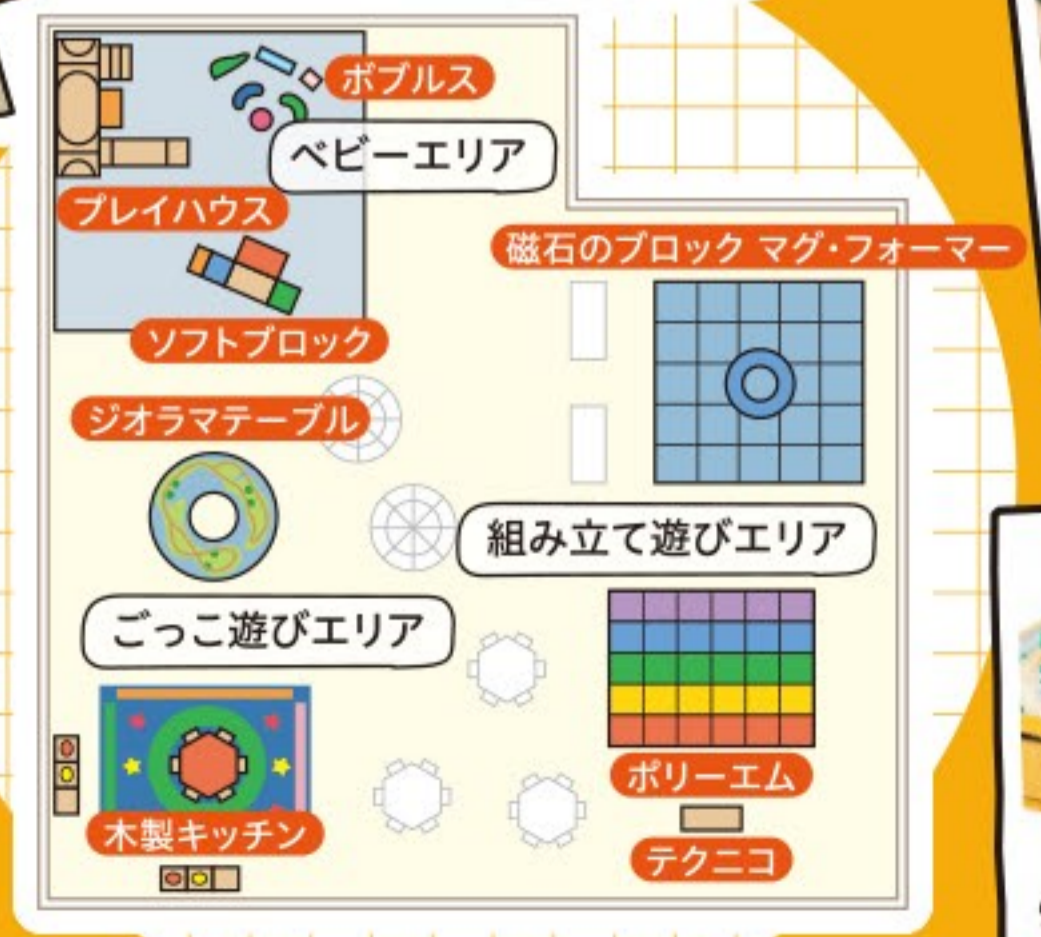 ボブルス
ベビーエリア
プレイハウス
ソフトブロック
磁石のブロック マグ・フォーマー
ジオラマテーブル
組み立て遊びエリア
ごっこ遊びエリア
ポリーエム
木製キッチン
テクニコ